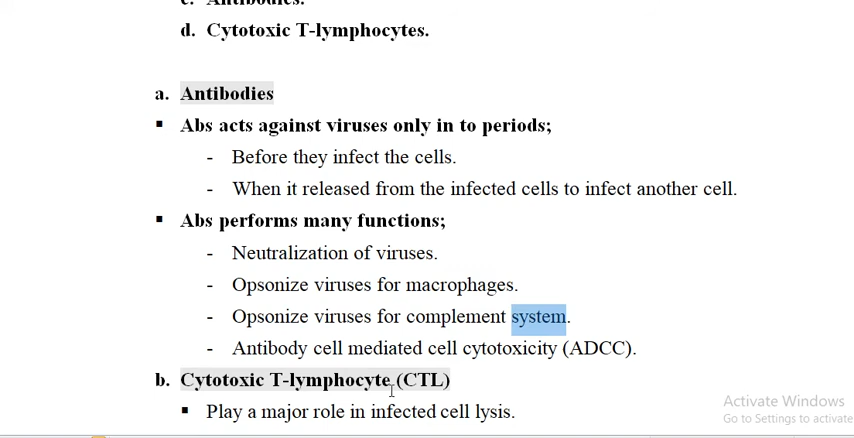 c. Antibodies.
d. Cytotoxic T-lymphocytes.
a. Antibodies
▪ Abs acts against viruses only in to periods;
- Before they infect the cells.
- When it released from the infected cells to infect another cell.
▪ Abs performs many functions;
- Neutralization of viruses.
- Opsonize viruses for macrophages.
- Opsonize viruses for complement system.
- Antibody cell mediated cell cytotoxicity (ADCC).
b. Cytotoxic T-lymphocyte (CTL)
▪ Play a major role in infected cell lysis.
Activate Windows
Go to Settings to activate